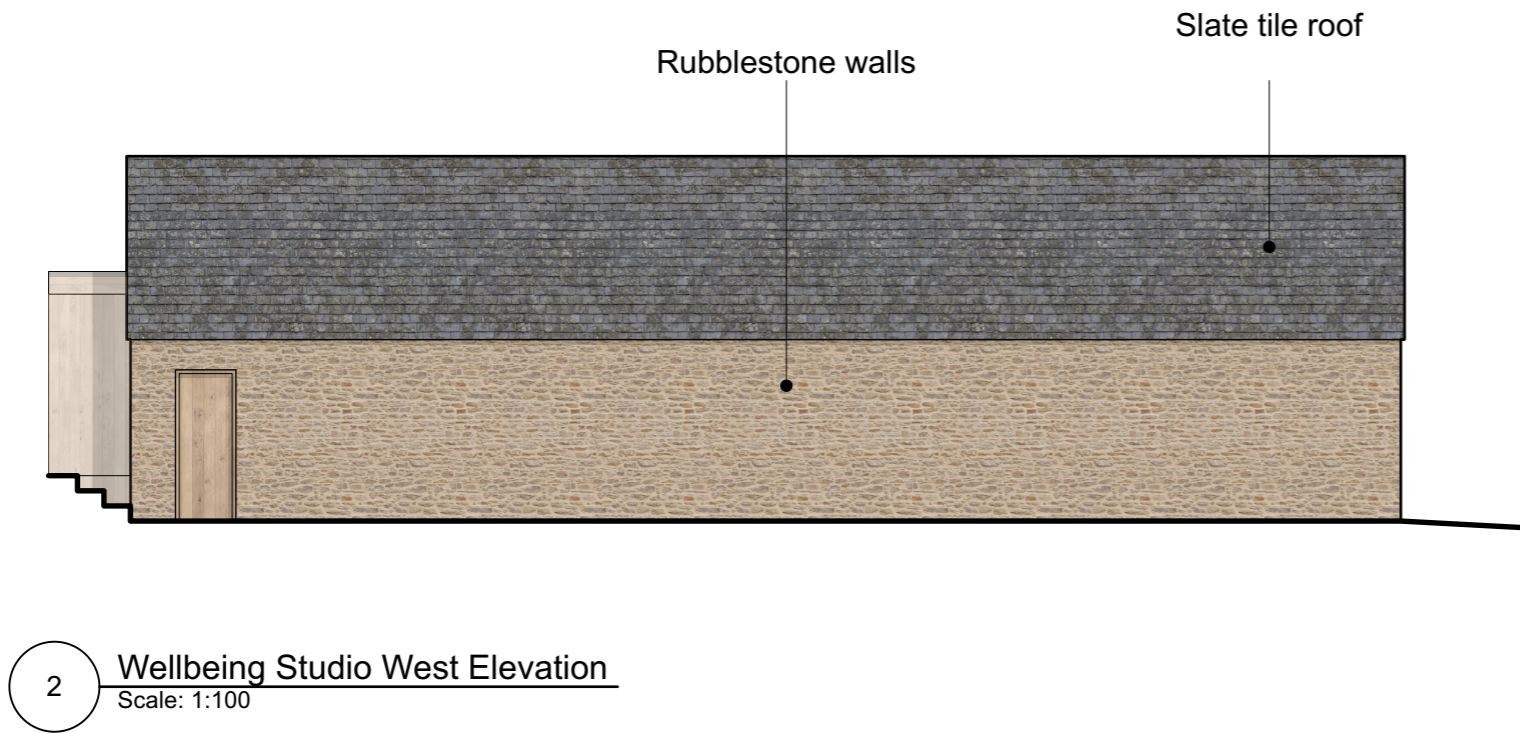 Slate tile roof
Rubblestone walls
2
Wellbeing Studio West Elevation
Scale: 1:100